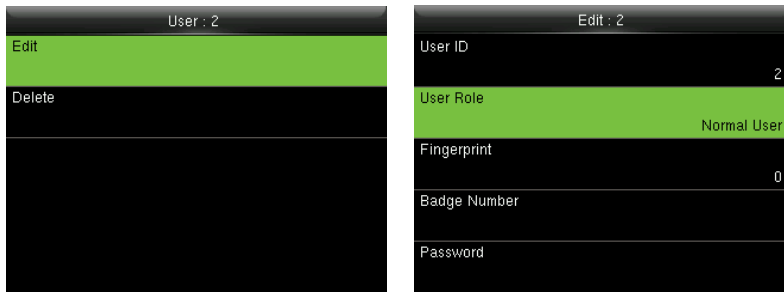 User : 2
Edit
Delete
Edit : 2
User ID
2
User Role
Normal User
Fingerprint
0
Badge Number
Password